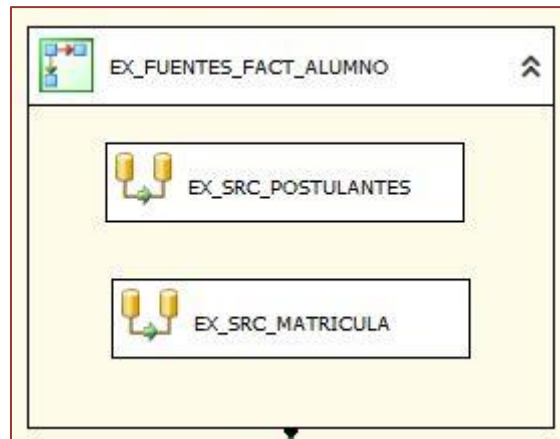 EX_FUENTES_FACT_ALUMNO
EX_SRC_POSTULANTES
EX_SRC_MATRICULA